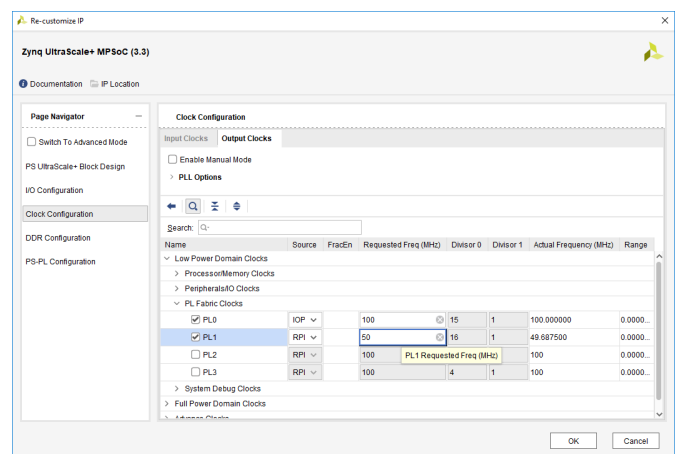 Re-customize IP
Zynq UltraScale+ MPSoC (3.3)
Documentation IP Location
Page Navigator
Switch To Advanced Mode
PS UltraScale+ Block Design
I/O Configuration
Clock Configuration
DDR Configuration
PS-PL Configuration
Clock Configuration
Input Clocks Output Clocks
Enable Manual Mode
PLL Options
Search: Q-
Name Source FracEn Requested Freq (MHz) Divisor 0 Divisor 1 Actual Frequency (MHz) Range
Low Power Domain Clocks
Processor/Memory Clocks
Peripherals/IO Clocks
PL Fabric Clocks
PL0 IOP 100 15 1 100.000000 0.0000...
PL1 RPl 50 16 1 49.687500 0.0000...
PL2 RPl 100 100 0.0000...
PL1 Requested Freq (MHz)
PL3 RPl 100 4 1 100 0.0000...
System Debug Clocks
Full Power Domain Clocks
OK Cancel